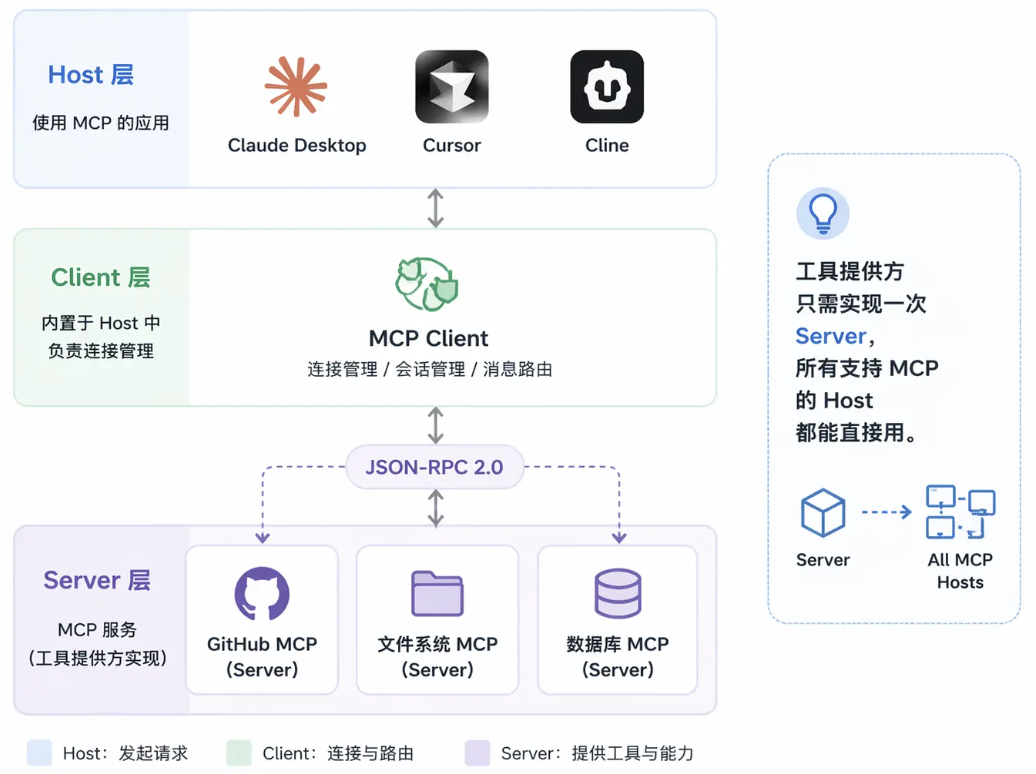 Host 层
使用 MCP 的应用
Claude Desktop
Cursor
Cline
Client 层
内置于 Host 中
负责连接管理
MCP Client
连接管理 / 会话管理 / 消息路由
JSON-RPC 2.0
Server 层
MCP 服务
(工具提供方实现)
GitHub MCP
(Server)
文件系统 MCP
(Server)
数据库 MCP
(Server)
工具提供方
只需实现一次
Server，
所有支持 MCP
的 Host
都能直接用。
Server
All MCP
Hosts
Host：发起请求
Client：连接与路由
Server：提供工具与能力